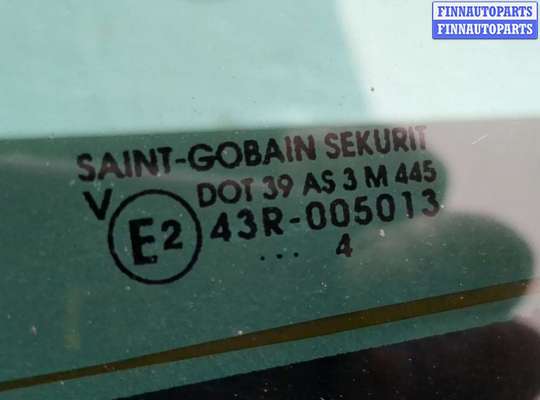 FINNAUTOPARTS
FINNAUTOPARTS
SAINT-GOBAIN SEKURIT
DOT 39 AS 3 M 445
V
E2 43R-005013
... 4